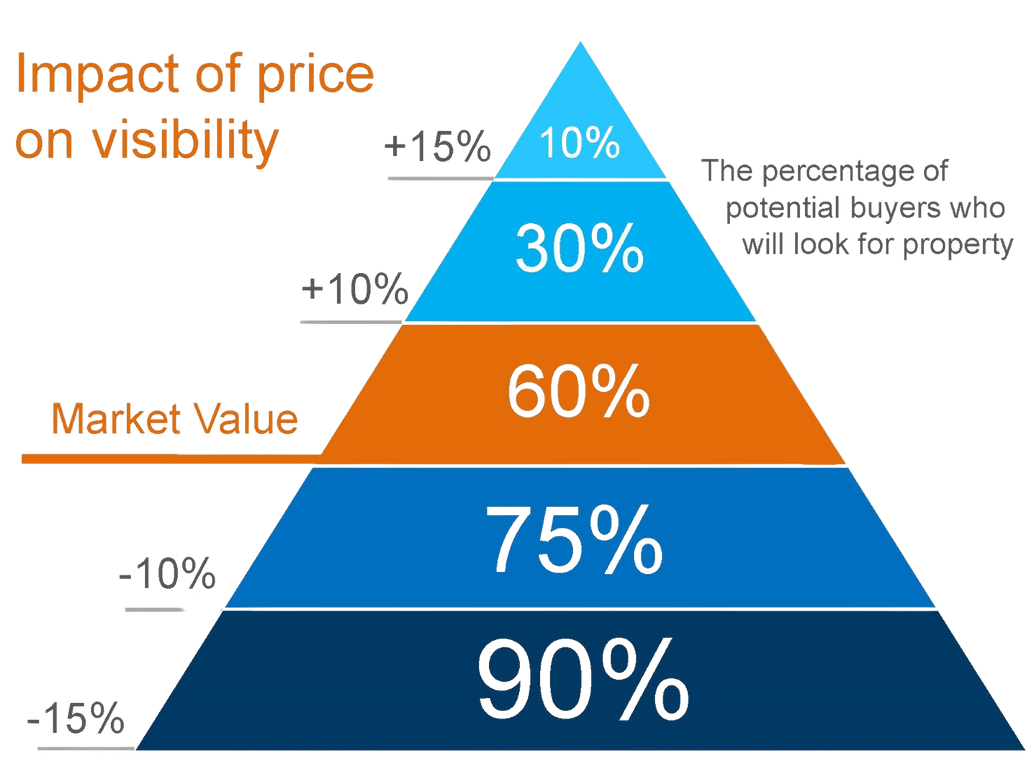 Impact of price
on visibility
+15%
10%
The percentage of
potential buyers who
will look for property
30%
+10%
60%
Market Value
75%
-10%
90%
-15%